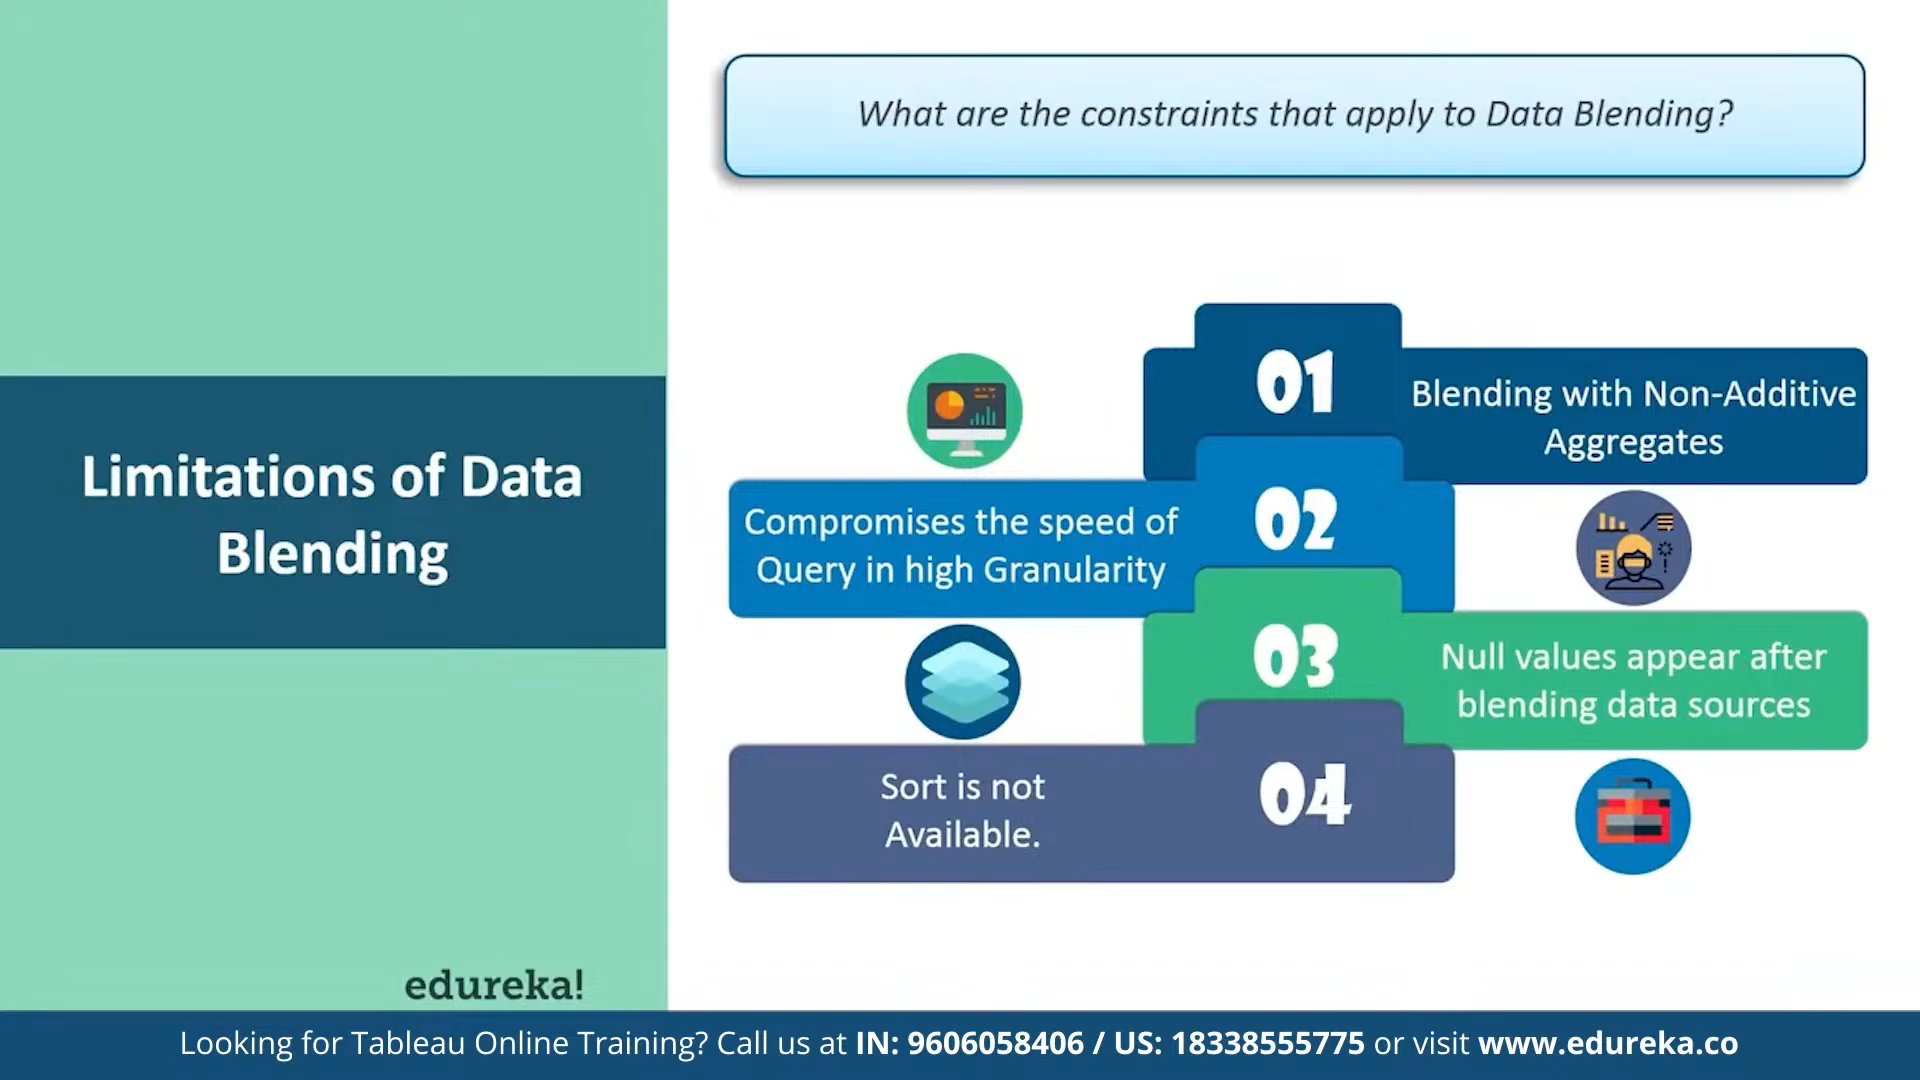 What are the constraints that apply to Data Blending?
Limitations of Data
Blending
01
Blending with Non-Additive
Aggregates
Compromises the speed of
Query in high Granularity
02
03
Null values appear after
blending data sources
Sort is not
Available.
04
edureka!
Looking for Tableau Online Training? Call us at IN: 9606058406 / US: 18338555775 or visit www.edureka.co